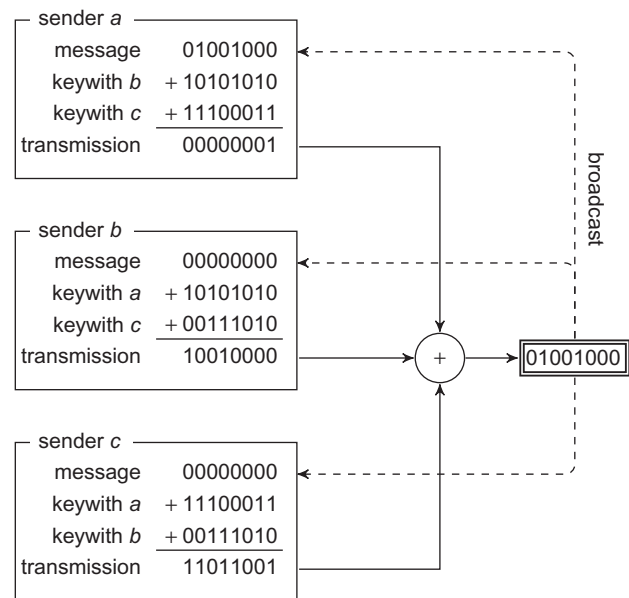 sender a
message 01001000
keywith b + 10101010
keywith c + 11100011
transmission 00000001
broadcast
sender b
message 00000000
keywith a + 10101010
keywith c + 00111010
transmission 10010000
+
01001000
sender c
message 00000000
keywith a + 11100011
keywith b + 00111010
transmission 11011001